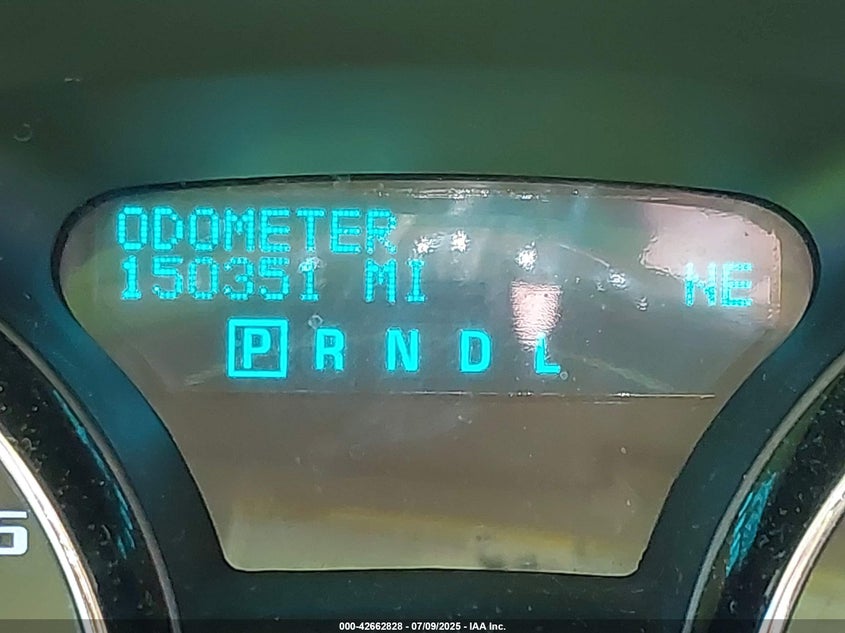 ODOMETER
150351 MI NE
P R N D L
000-42662828 - 07/09/2025 - IAA Inc.